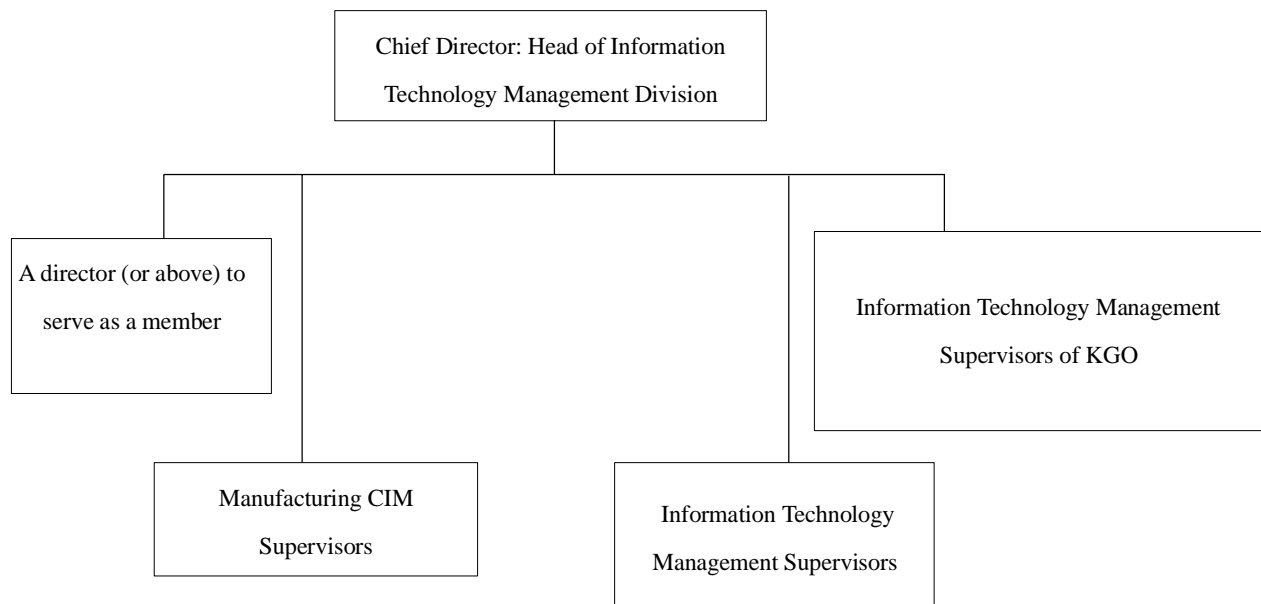 Chief Director: Head of Information
Technology Management Division
A director (or above) to
serve as a member
Information Technology Management
Supervisors of KGO
Manufacturing CIM
Supervisors
Information Technology
Management Supervisors